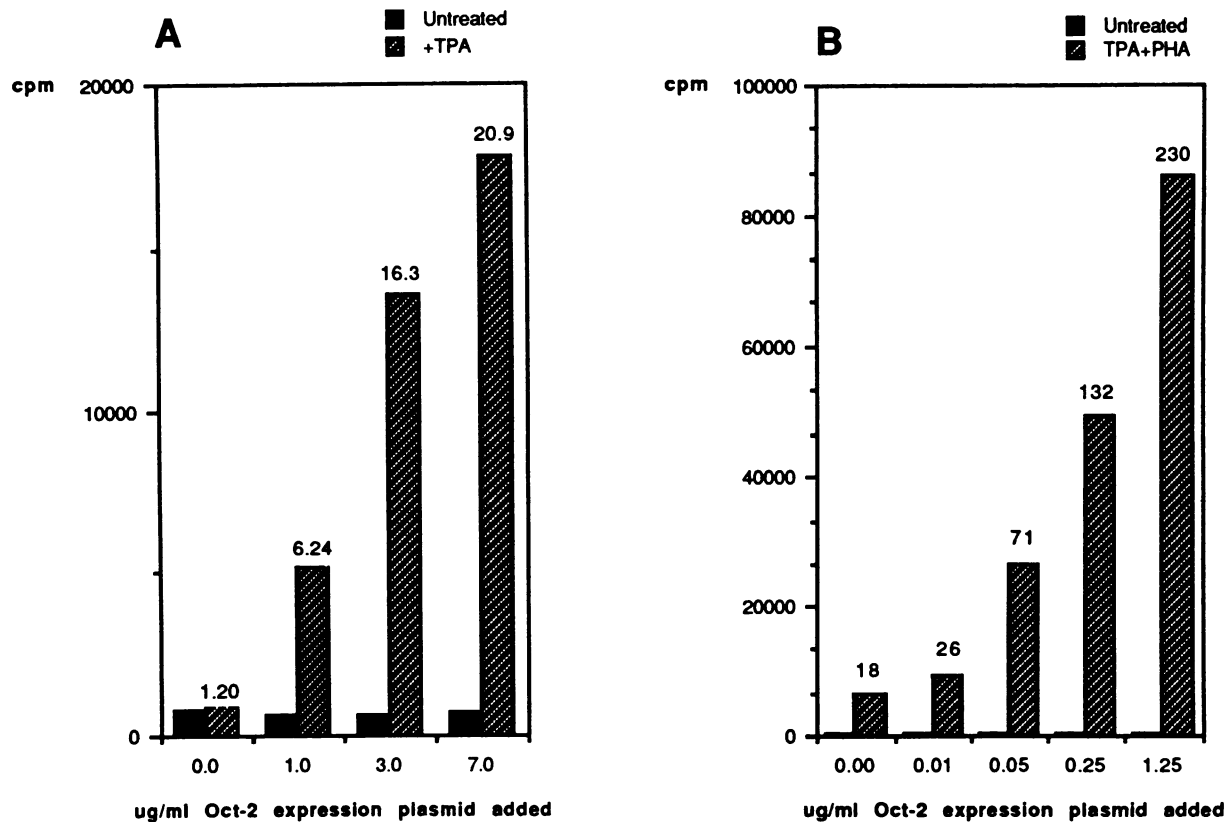 A
Untreated
+TPA
cpm
20000
10000
0
1.20
6.24
16.3
20.9
0.0 1.0 3.0 7.0
ug/ml Oct-2 expression plasmid added
B
Untreated
TPA+PHA
cpm
100000
80000
60000
40000
20000
0
18
26
71
132
230
0.00 0.01 0.05 0.25 1.25
ug/ml Oct-2 expression plasmid added